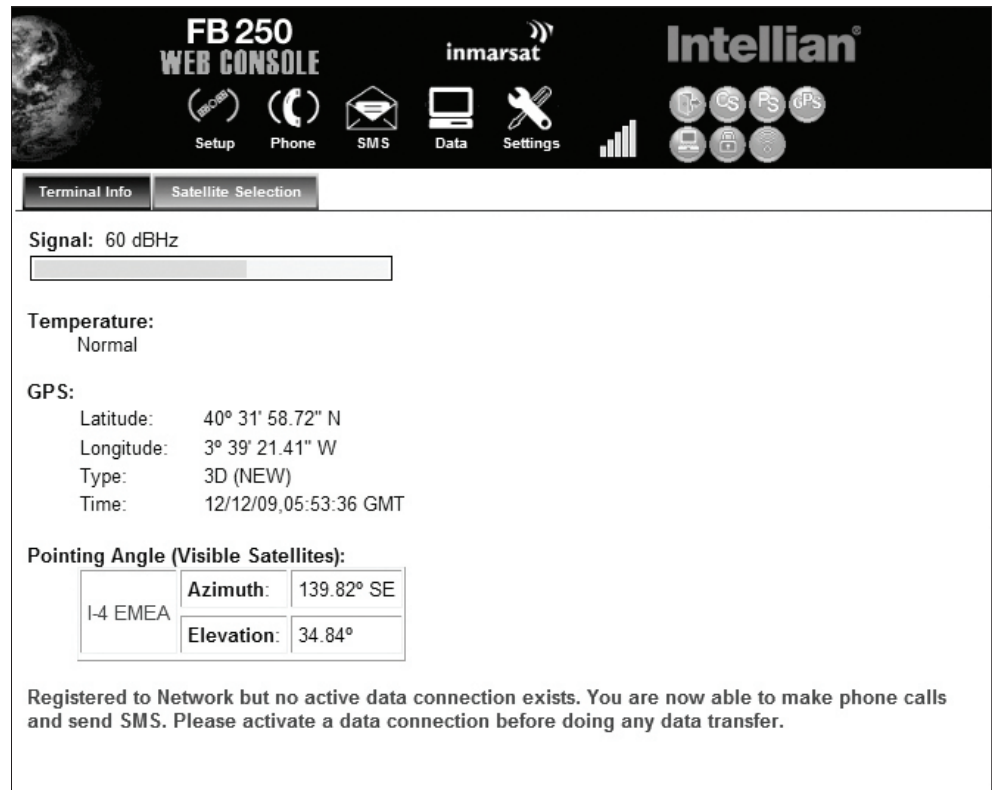 FB 250
WEB CONSOLE
inmarsat
Intellian®
Setup
Phone
SMS
Data
Settings
CS
PS
GPS
Terminal Info
Satellite Selection
Signal: 60 dBHz
Temperature:
Normal
GPS:
Latitude: 40º 31' 58.72" N
Longitude: 3º 39' 21.41" W
Type: 3D (NEW)
Time: 12/12/09,05:53:36 GMT
Pointing Angle (Visible Satellites):
I-4 EMEA
Azimuth: 139.82º SE
Elevation: 34.84º
Registered to Network but no active data connection exists. You are now able to make phone calls
and send SMS. Please activate a data connection before doing any data transfer.